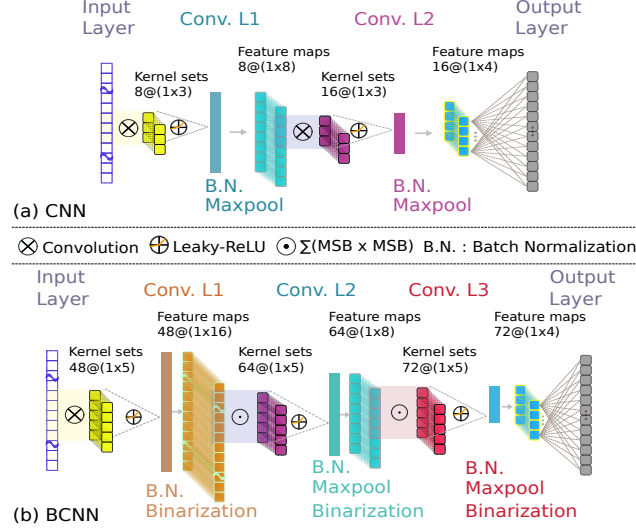 Input
Layer
Conv. L1
Conv. L2
Output
Layer
Feature maps
8@(1x8)
Feature maps
16@(1x4)
Kernel sets
8@(1x3)
Kernel sets
16@(1x3)
B.N.
Maxpool
B.N.
Maxpool
(a) CNN
Convolution
Leaky-ReLU
∑(MSB x MSB)
B.N. : Batch Normalization
Input
Layer
Conv. L1
Conv. L2
Conv. L3
Output
Layer
Feature maps
48@(1x16)
Feature maps
64@(1x8)
Feature maps
72@(1x4)
Kernel sets
48@(1x5)
Kernel sets
64@(1x5)
Kernel sets
72@(1x5)
B.N.
Binarization
B.N.
Maxpool
Binarization
B.N.
Maxpool
Binarization
(b) BCNN